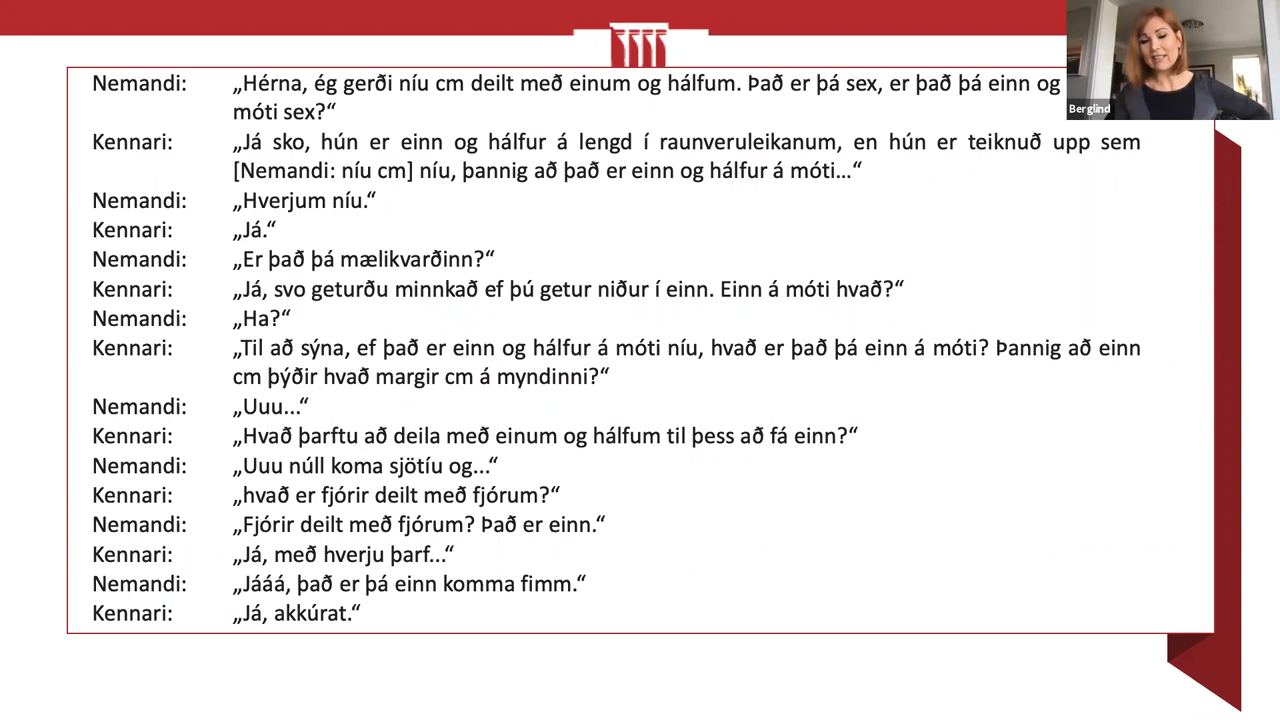 Nemandi: „Hérna, ég gerði níu cm deilt með einum og hálfum. Það er þá sex, er það þá einn og
móti sex?“
Kennari: „Já sko, hún er einn og hálfur á lengd í raunveruleikanum, en hún er teiknuð upp sem
[Nemandi: níu cm] níu, þannig að það er einn og hálfur á móti…“
Nemandi: „Hverjum níu.“
Kennari: „Já.“
Nemandi: „Er það þá mælikvarðinn?“
Kennari: „Já, svo geturðu minnkað ef þú getur niður í einn. Einn á móti hvað?“
Nemandi: „Ha?“
Kennari: „Til að sýna, ef það er einn og hálfur á móti níu, hvað er það þá einn á móti? Þannig að einn
cm þýðir hvað margir cm á myndinni?“
Nemandi: „Uuu...“
Kennari: „Hvað þarftu að deila með einum og hálfum til þess að fá einn?“
Nemandi: „Uuu núll koma sjötíu og...“
Kennari: „hvað er fjórir deilt með fjórum?“
Nemandi: „Fjórir deilt með fjórum? Það er einn.“
Kennari: „Já, með hverju þarf...“
Nemandi: „Jááá, það er þá einn komma fimm.“
Kennari: „Já, akkúrat.“
Berglind